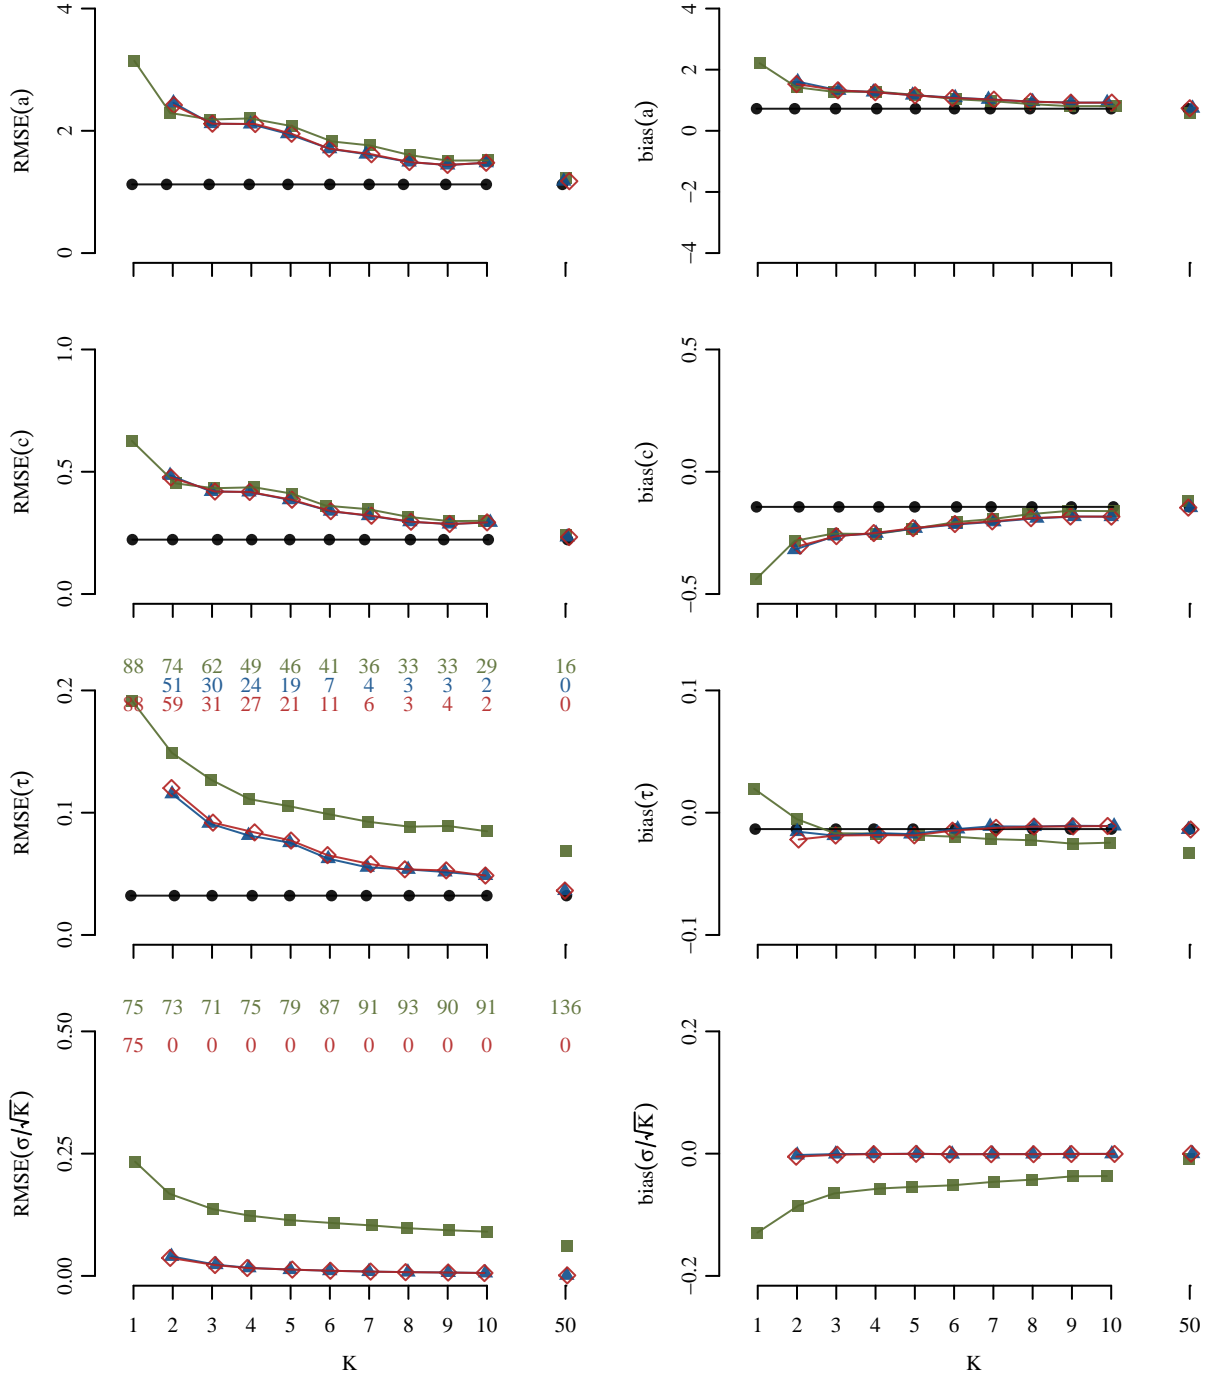 4
2
0
RMSE(a)
4
2
0
−2
−4
bias(a)
1.0
0.5
0.0
RMSE(c)
0.5
0.0
−0.5
bias(c)
88 74 62 49 46 41 36 33 33 29 16
51 30 24 19 7 4 3 3 2 0
88 59 31 27 21 11 6 3 4 2 0
0.2
0.1
0.0
RMSE(τ)
0.1
0.0
−0.1
bias(τ)
75 73 71 75 79 87 91 93 90 91 136
75 0 0 0 0 0 0 0 0 0 0
0.50
0.25
0.00
RMSE(σ/√K)
0.2
0.0
−0.2
bias(σ/√K)
1 2 3 4 5 6 7 8 9 10 50
K
1 2 3 4 5 6 7 8 9 10 50
K